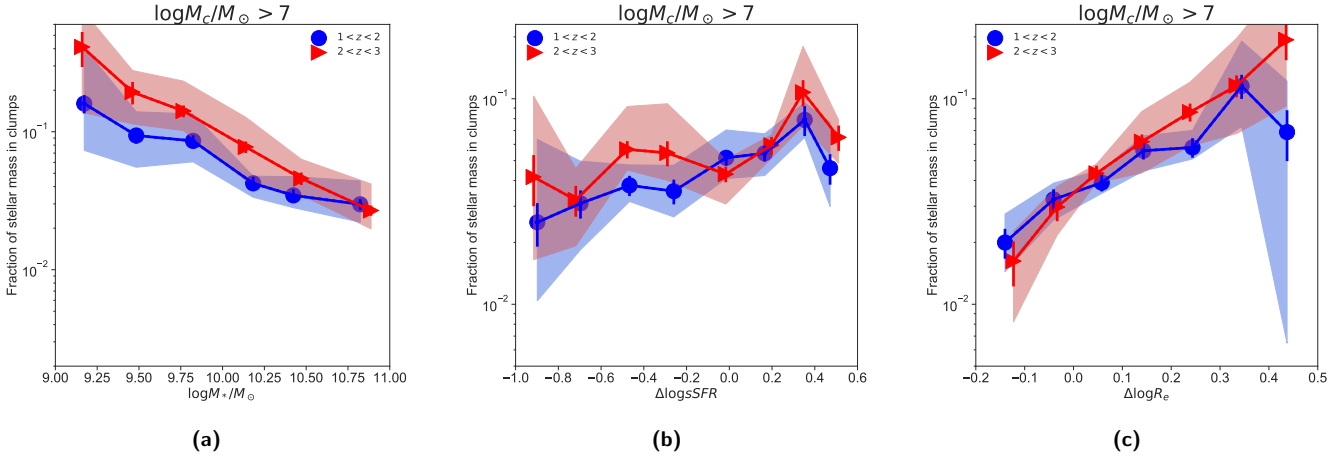 logM_c/M_⊙ > 7
1 < z < 2
2 < z < 3
Fraction of stellar mass in clumps
10^−1
10^−2
9.00 9.25 9.50 9.75 10.00 10.25 10.50 10.75 11.00
logM_*/M_⊙
(a)
logM_c/M_⊙ > 7
1 < z < 2
2 < z < 3
Fraction of stellar mass in clumps
10^−1
10^−2
−1.0 −0.8 −0.6 −0.4 −0.2 0.0 0.2 0.4 0.6
ΔlogsSFR
(b)
logM_c/M_⊙ > 7
1 < z < 2
2 < z < 3
Fraction of stellar mass in clumps
10^−1
10^−2
−0.2 −0.1 0.0 0.1 0.2 0.3 0.4 0.5
ΔlogR_e
(c)